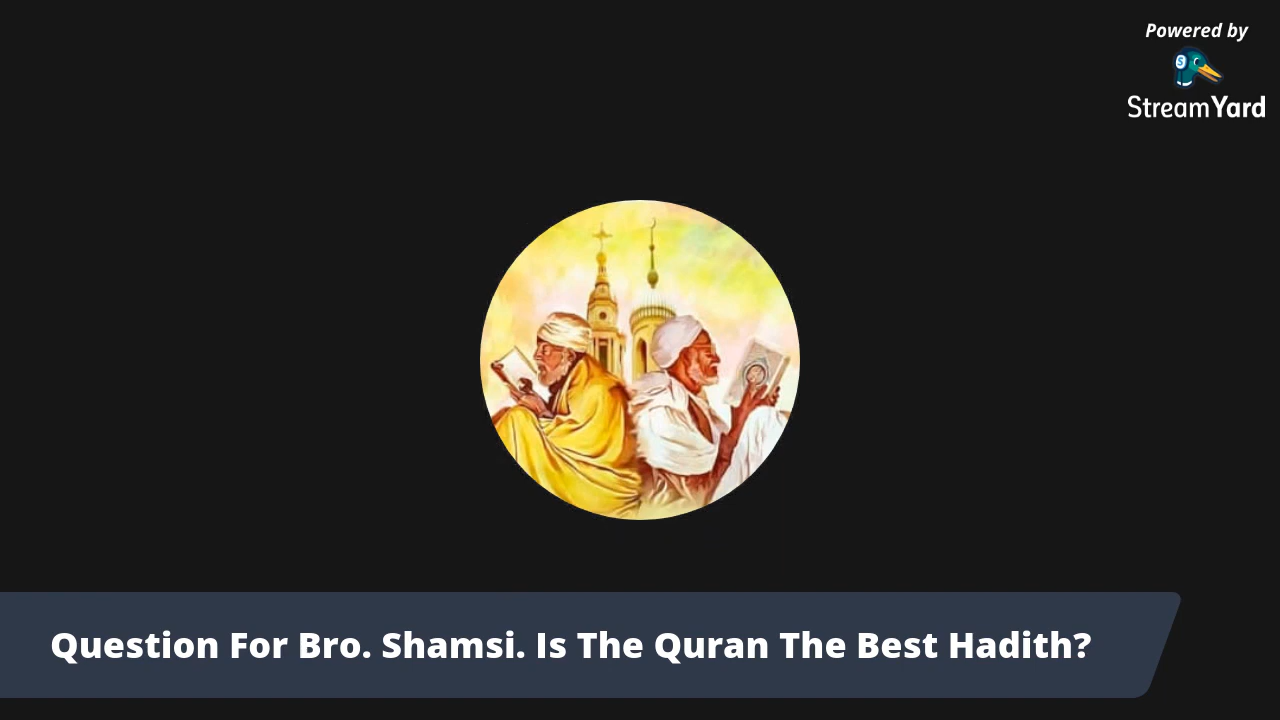 Powered by
StreamYard
Question For Bro. Shamsi. Is The Quran The Best Hadith?